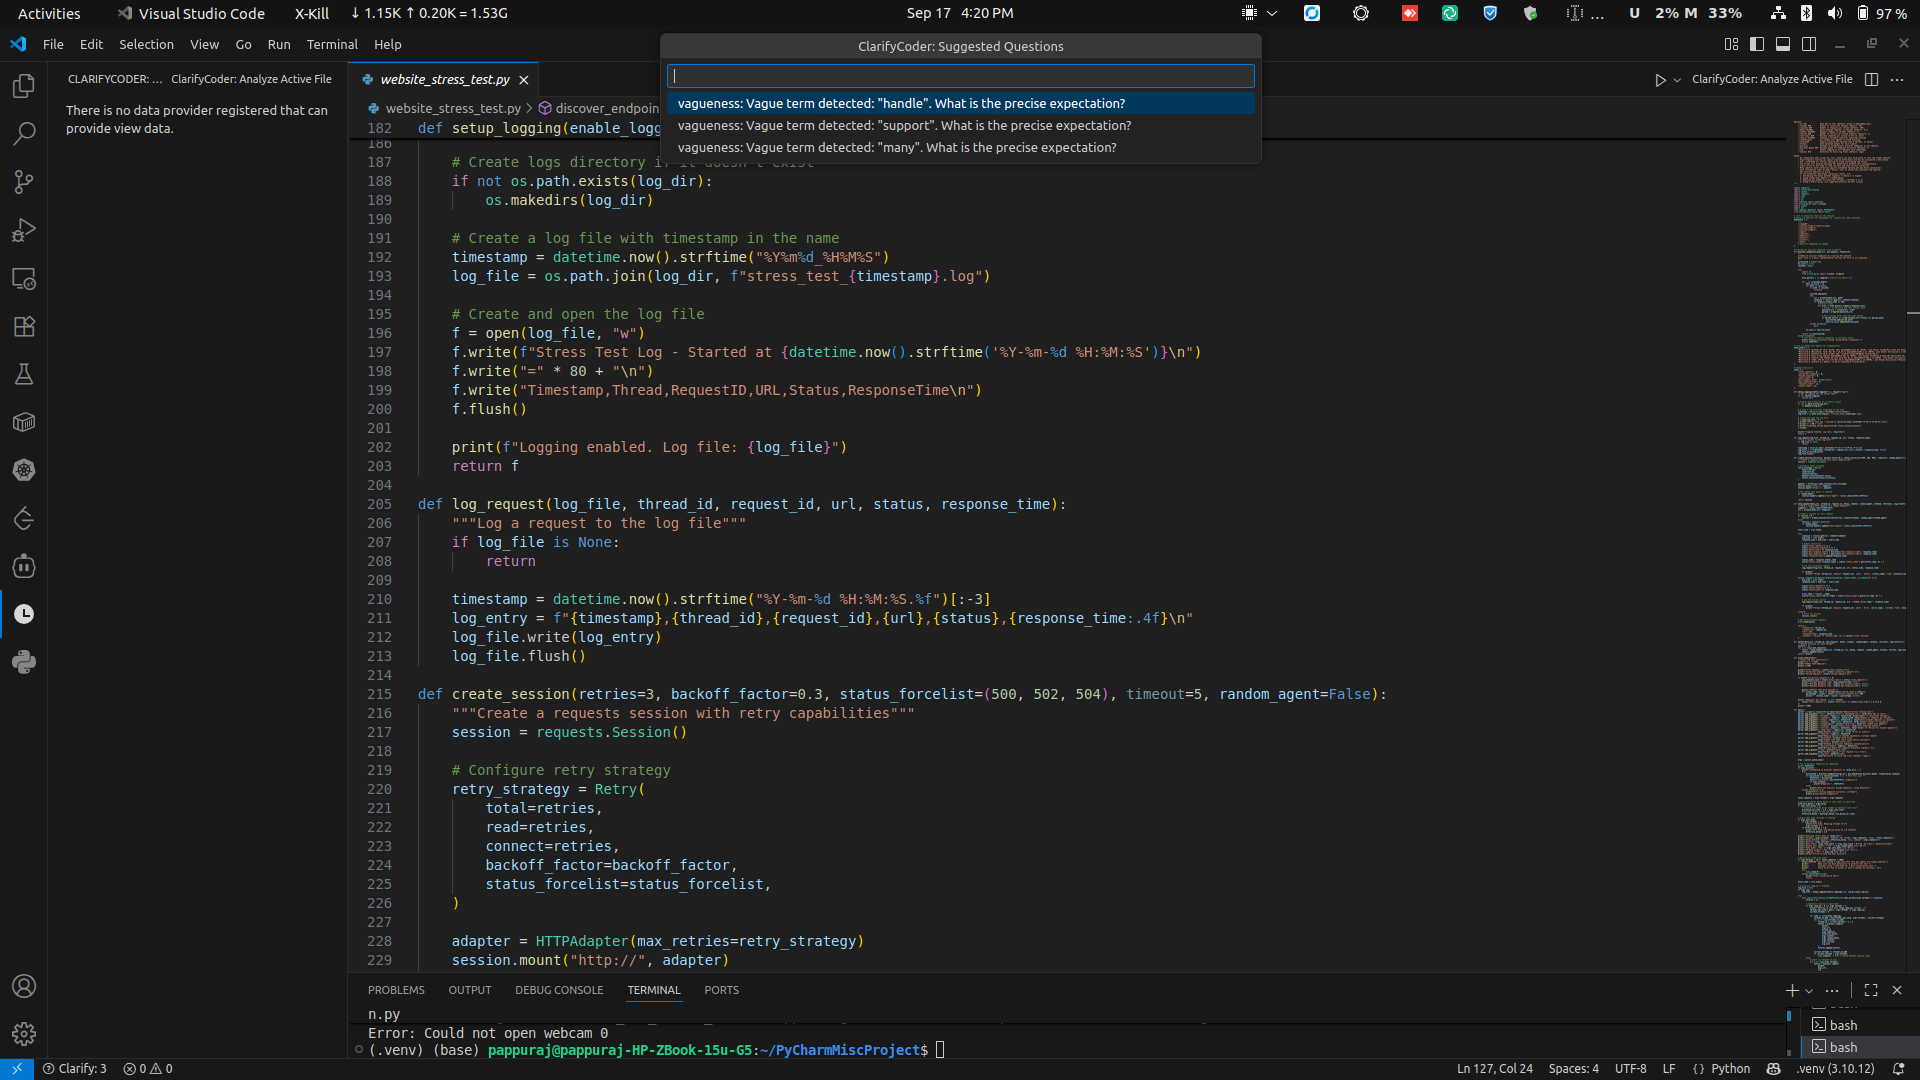 Activities
Visual Studio Code
X-Kill
↓ 1.15K ↑ 0.20K = 1.53G
Sep 17 4:20 PM
U 2% M 33%
97 %
File Edit Selection View Go Run Terminal Help
ClarifyCoder: Suggested Questions
vagueness: Vague term detected: "handle". What is the precise expectation?
vagueness: Vague term detected: "support". What is the precise expectation?
vagueness: Vague term detected: "many". What is the precise expectation?
CLARIFYCODER: ...
ClarifyCoder: Analyze Active File
There is no data provider registered that can
provide view data.
website_stress_test.py
ClarifyCoder: Analyze Active File
website_stress_test.py > discover_endpoin
182 def setup_logging(enable_logg
186
187 # Create logs directory if it doesn't exist
188 if not os.path.exists(log_dir):
189 os.makedirs(log_dir)
190
191 # Create a log file with timestamp in the name
192 timestamp = datetime.now().strftime("%Y%m%d_%H%M%S")
193 log_file = os.path.join(log_dir, f"stress_test_{timestamp}.log")
194
195 # Create and open the log file
196 f = open(log_file, "w")
197 f.write(f"Stress Test Log - Started at {datetime.now().strftime('%Y-%m-%d %H:%M:%S')}\n")
198 f.write("=" * 80 + "\n")
199 f.write("Timestamp,Thread,RequestID,URL,Status,ResponseTime\n")
200 f.flush()
201
202 print(f"Logging enabled. Log file: {log_file}")
203 return f
204
205 def log_request(log_file, thread_id, request_id, url, status, response_time):
206 """Log a request to the log file"""
207 if log_file is None:
208 return
209
210 timestamp = datetime.now().strftime("%Y-%m-%d %H:%M:%S.%f")[:-3]
211 log_entry = f"{timestamp},{thread_id},{request_id},{url},{status},{response_time:.4f}\n"
212 log_file.write(log_entry)
213 log_file.flush()
214
215 def create_session(retries=3, backoff_factor=0.3, status_forcelist=(500, 502, 504), timeout=5, random_agent=False):
216 """Create a requests session with retry capabilities"""
217 session = requests.Session()
218
219 # Configure retry strategy
220 retry_strategy = Retry(
221 total=retries,
222 read=retries,
223 connect=retries,
224 backoff_factor=backoff_factor,
225 status_forcelist=status_forcelist,
226 )
227
228 adapter = HTTPAdapter(max_retries=retry_strategy)
229 session.mount("http://", adapter)
PROBLEMS OUTPUT DEBUG CONSOLE TERMINAL PORTS
n.py
Error: Could not open webcam 0
(.venv) (base) pappuraj@pappuraj-HP-ZBook-15u-G5:~/PyCharmMiscProject$
bash
bash
Clarify: 3
0 0
Ln 127, Col 24
Spaces: 4
UTF-8
LF
{} Python
.venv (3.10.12)